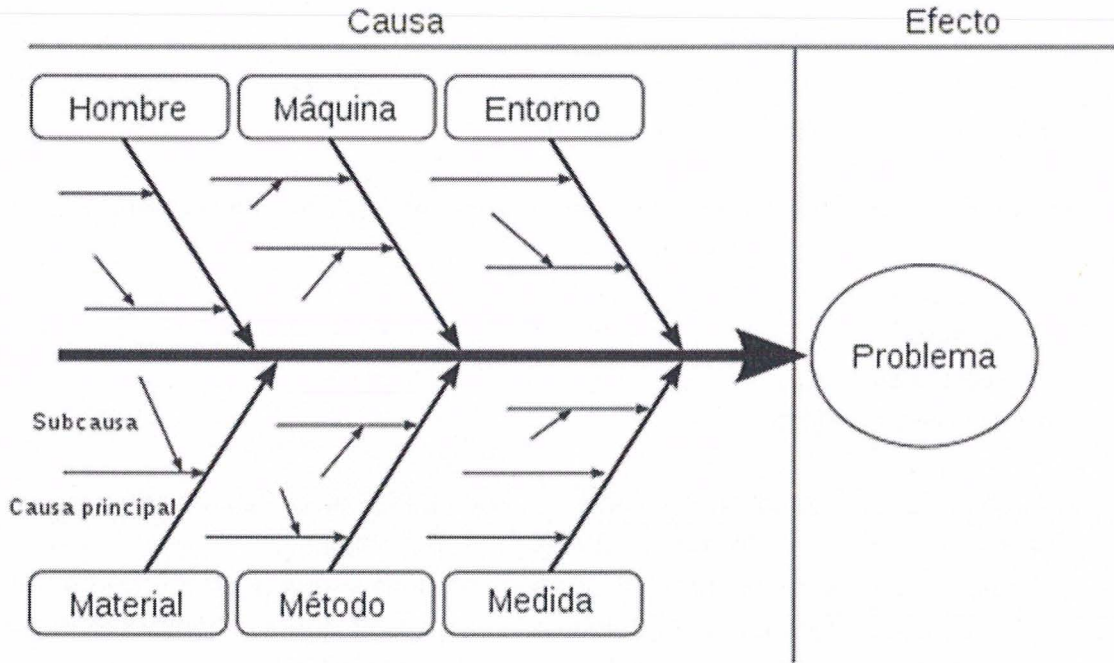 Causa
Efecto
Hombre
Máquina
Entorno
Problema
Subcausa
Causa principal
Material
Método
Medida